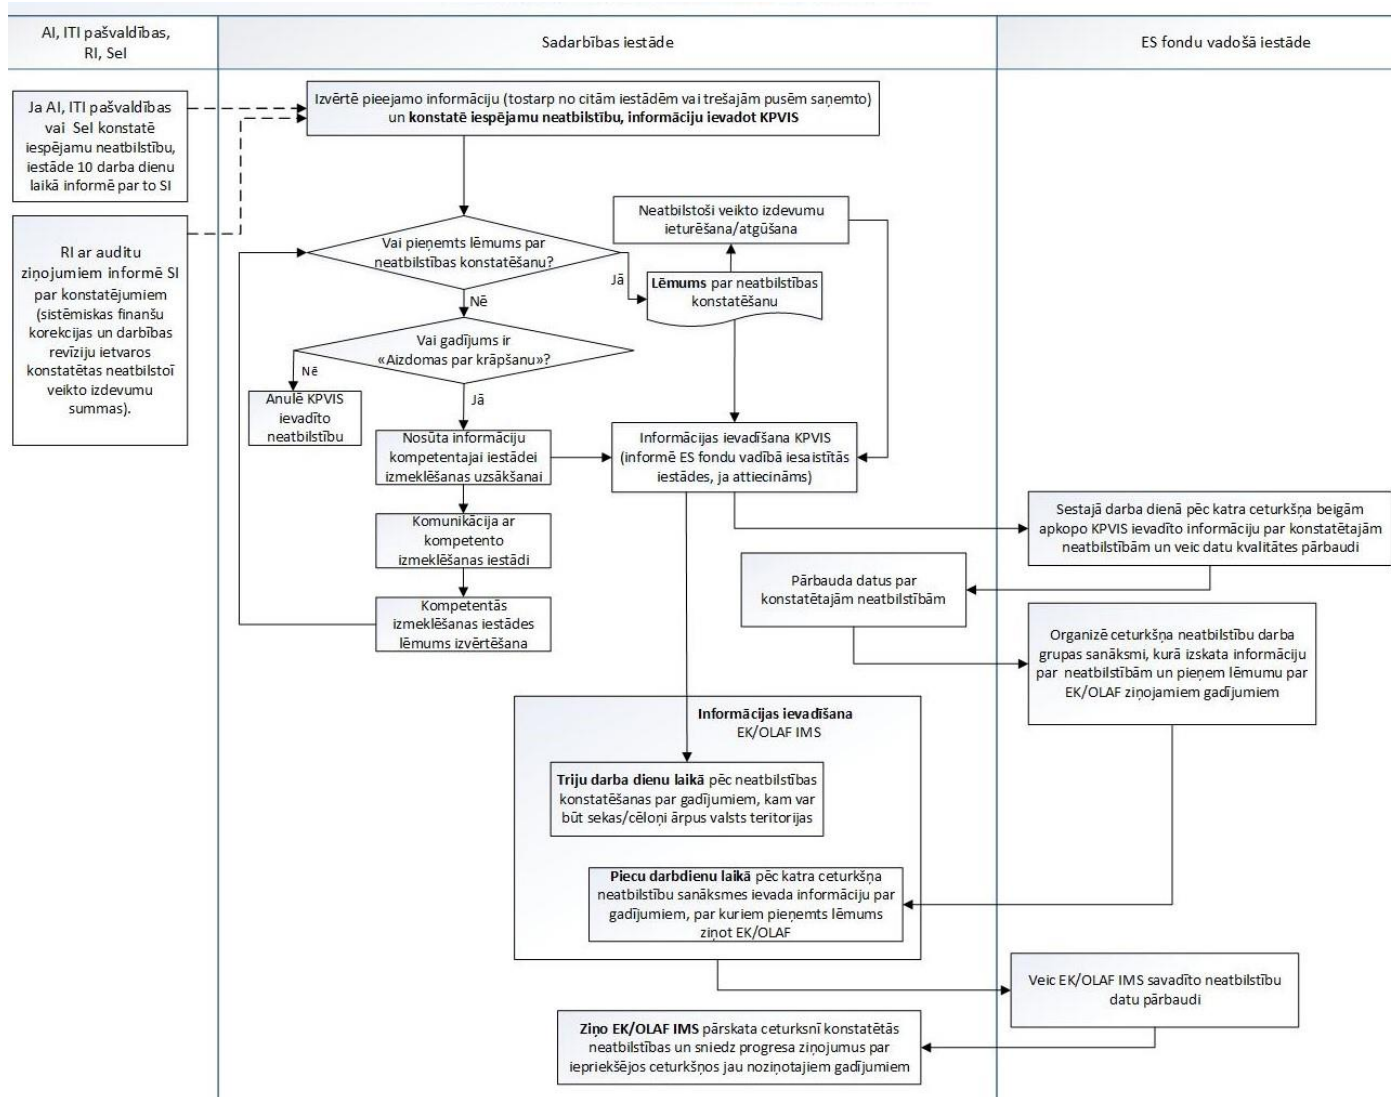 AI, ITI pašvaldības,
RI, SeI
Sadarbības iestāde
ES fondu vadošā iestāde
Ja AI, ITI pašvaldības
vai SeI konstatē
iespējamu neatbilstību,
iestāde 10 darba dienu
laikā informē par to SI
RI ar auditu
ziņojumiem informē SI
par konstatējumiem
(sistēmiskas finanšu
korekcijas un darbības
revīziju ietvaros
konstatētas neatbilstoī
veikto izdevumu
summas).
Izvērtē pieejamo informāciju (tostarp no citām iestādēm vai trešajām pusēm saņemto)
un konstatē iespējamu neatbilstību, informāciju ievadot KPVIS
Vai pieņemts lēmums par
neatbilstības konstatēšanu?
Jā
Nē
Neatbilstoši veikto izdevumu
ieturēšana/atgūšana
Lēmums par neatbilstības
konstatēšanu
Vai gadījums ir
«Aizdomas par krāpšanu»?
Nē
Jā
Anulē KPVIS
ievadīto
neatbilstību
Nosūta informāciju
kompetentajai iestādei
izmeklēšanas uzsākšanai
Informācijas ievadīšana KPVIS
(informē ES fondu vadībā iesaistītās
iestādes, ja attiecināms)
Komunikācija ar
kompetento
izmeklēšanas iestādi
Kompetentās
izmeklēšanas iestādes
lēmums izvērtēšana
Sestajā darba dienā pēc katra ceturkšņa beigām
apkopo KPVIS ievadīto informāciju par konstatētajām
neatbilstībām un veic datu kvalitātes pārbaudi
Pārbauda datus par
konstatētajām neatbilstībām
Organizē ceturkšņa neatbilstību darba
grupas sanāksmi, kurā izskata informāciju
par neatbilstībām un pieņem lēmumu par
EK/OLAF ziņojamiem gadījumiem
Informācijas ievadīšana
EK/OLAF IMS
Triju darba dienu laikā pēc neatbilstības
konstatēšanas par gadījumiem, kam var
būt sekas/cēloņi ārpus valsts teritorijas
Piecu darbdienu laikā pēc katra ceturkšņa
neatbilstību sanāksmes ievada informāciju par
gadījumiem, par kuriem pieņemts lēmums
ziņot EK/OLAF
Veic EK/OLAF IMS savadīto neatbilstību
datu pārbaudi
Ziņo EK/OLAF IMS pārskata ceturksnī konstatētās
neatbilstības un sniedz progresa ziņojumus par
iepriekšējos ceturkšņos jau noziņotajiem gadījumiem